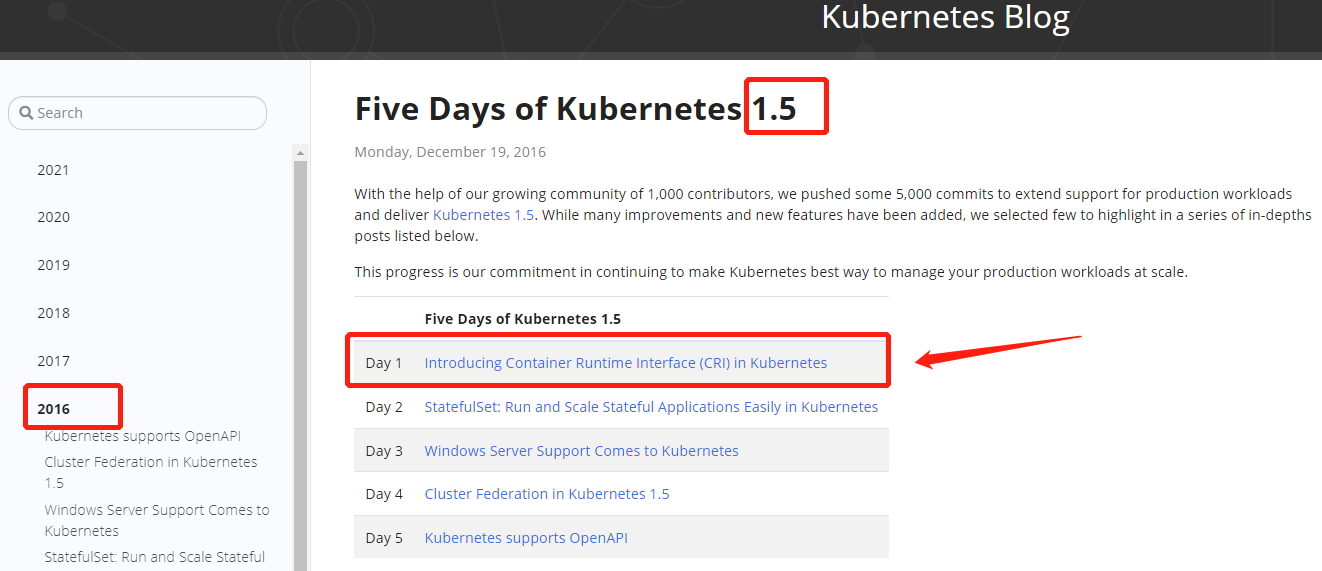 Kubernetes Blog
Search
2021
2020
2019
2018
2017
2016
Kubernetes supports OpenAPI
Cluster Federation in Kubernetes
1.5
Windows Server Support Comes to
Kubernetes
StatefulSet: Run and Scale Stateful
Five Days of Kubernetes 1.5
Monday, December 19, 2016
With the help of our growing community of 1,000 contributors, we pushed some 5,000 commits to extend support for production workloads
and deliver Kubernetes 1.5. While many improvements and new features have been added, we selected few to highlight in a series of in-depths
posts listed below.
This progress is our commitment in continuing to make Kubernetes best way to manage your production workloads at scale.
Five Days of Kubernetes 1.5
Day 1 Introducing Container Runtime Interface (CRI) in Kubernetes
Day 2 StatefulSet: Run and Scale Stateful Applications Easily in Kubernetes
Day 3 Windows Server Support Comes to Kubernetes
Day 4 Cluster Federation in Kubernetes 1.5
Day 5 Kubernetes supports OpenAPI